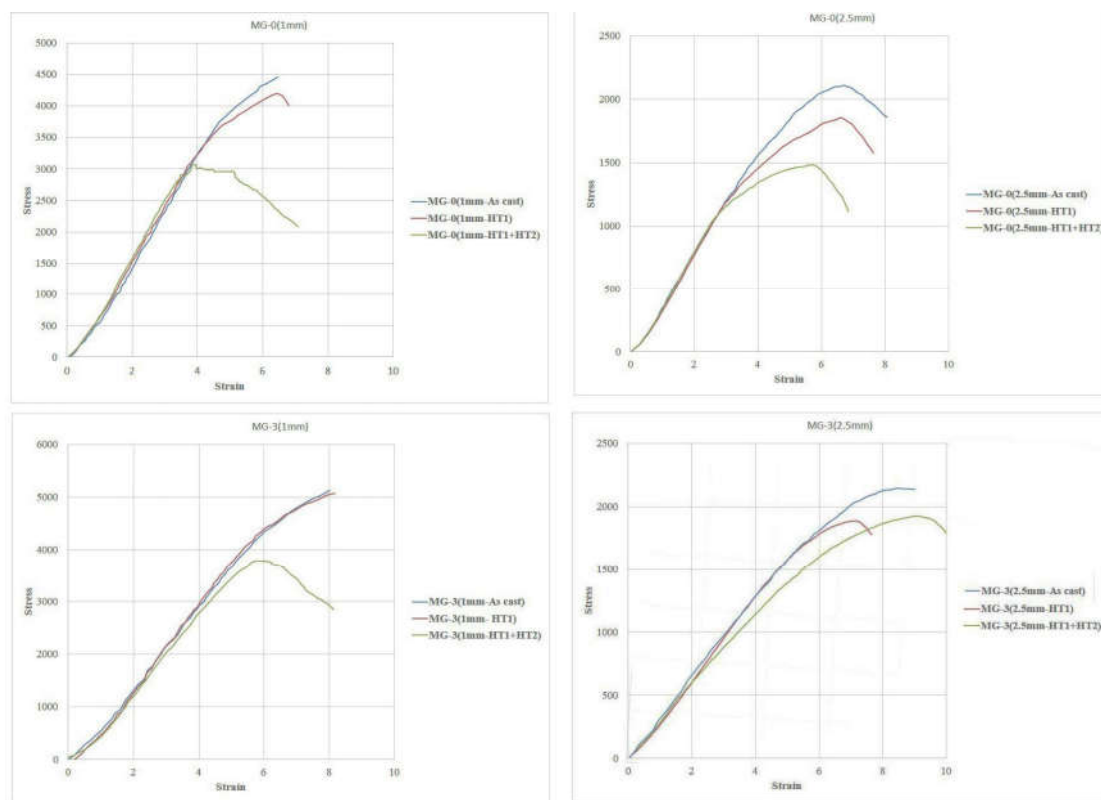 MG-0(1mm)
5000
4500
4000
3500
3000
2500
2000
1500
1000
500
0
0 2 4 6 8 10
Stress
Strain
MG-0(1mm-As cast)
MG-0(1mm-HT1)
MG-0(1mm-HT1+HT2)
MG-0(2.5mm)
2500
2000
1500
1000
500
0
0 2 4 6 8 10
Stress
Strain
MG-0(2.5mm-As cast)
MG-0(2.5mm-HT1)
MG-0(2.5mm-HT1+HT2)
MG-3(1mm)
6000
5000
4000
3000
2000
1000
0
0 2 4 6 8 10
Stress
Strain
MG-3(1mm-As cast)
MG-3(1mm- HT1)
MG-3(1mm-HT1+HT2)
MG-3(2.5mm)
2500
2000
1500
1000
500
0
0 2 4 6 8 10
Stress
Strain
MG-3(2.5mm-As cast)
MG-3(2.5mm-HT1)
MG-3(2.5mm-HT1+HT2)